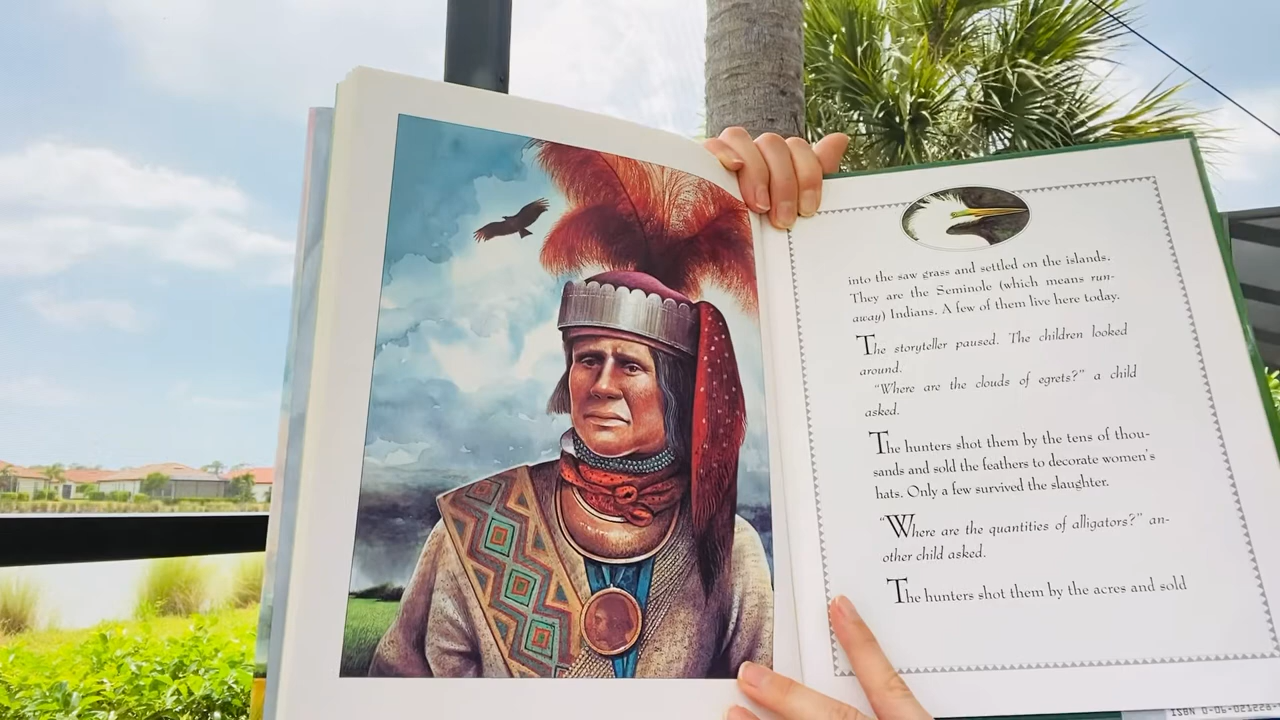 into the saw grass and settled on the islands.
They are the Seminole (which means run-
away) Indians. A few of them live here today.
The storyteller paused. The children looked
around.
"Where are the clouds of egrets?" a child
asked.
The hunters shot them by the tens of thou-
sands and sold the feathers to decorate women's
hats. Only a few survived the slaughter.
"Where are the quantities of alligators?" an-
other child asked.
The hunters shot them by the acres and sold
ISBN 0-06-021228-